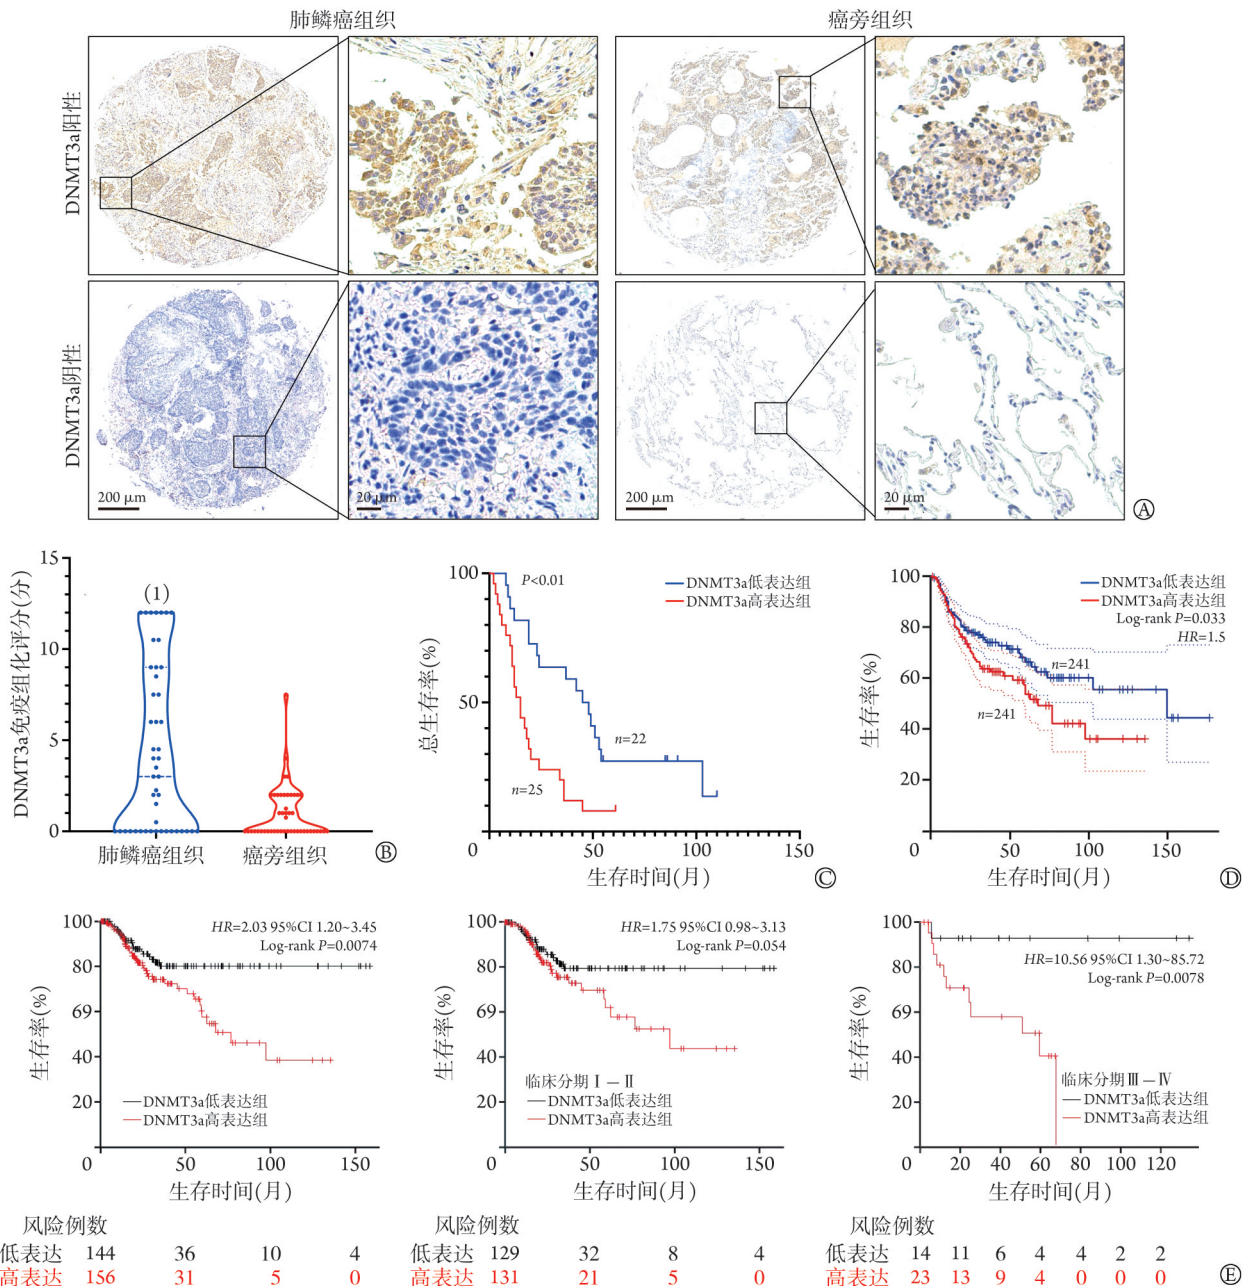 肺鳞癌组织 癌旁组织
DNMT3a阳性
DNMT3a阴性
200 μm 20 μm 200 μm 20 μm
Ⓐ
DNMT3a免疫组化评分(分)
15
10
5
0
(1)
肺鳞癌组织 癌旁组织
Ⓑ
总生存率(%)
100
50
P<0.01
DNMT3a低表达组
DNMT3a高表达组
n=22
n=25
0 50 100 150
生存时间(月)
Ⓒ
生存率(%)
100
80
60
40
20
DNMT3a低表达组
DNMT3a高表达组
Log-rank P=0.033
HR=1.5
n=241
n=241
0 50 100 150
生存时间(月)
Ⓓ
生存率(%)
100
80
69
40
20
HR=2.03 95%CI 1.20~3.45
Log-rank P=0.0074
DNMT3a低表达组
DNMT3a高表达组
0 50 100 150
生存时间(月)
风险例数
低表达 144 36 10 4
高表达 156 31 5 0
生存率(%)
100
80
69
40
20
HR=1.75 95%CI 0.98~3.13
Log-rank P=0.054
临床分期Ⅰ—Ⅱ
DNMT3a低表达组
DNMT3a高表达组
0 50 100 150
生存时间(月)
风险例数
低表达 129 32 8 4
高表达 131 21 5 0
生存率(%)
100
80
69
40
20
HR=10.56 95%CI 1.30~85.72
Log-rank P=0.0078
临床分期Ⅲ—Ⅳ
DNMT3a低表达组
DNMT3a高表达组
0 20 40 60 80 100 120
生存时间(月)
风险例数
低表达 14 11 6 4 4 2 2
高表达 23 13 9 4 0 0 0
Ⓔ